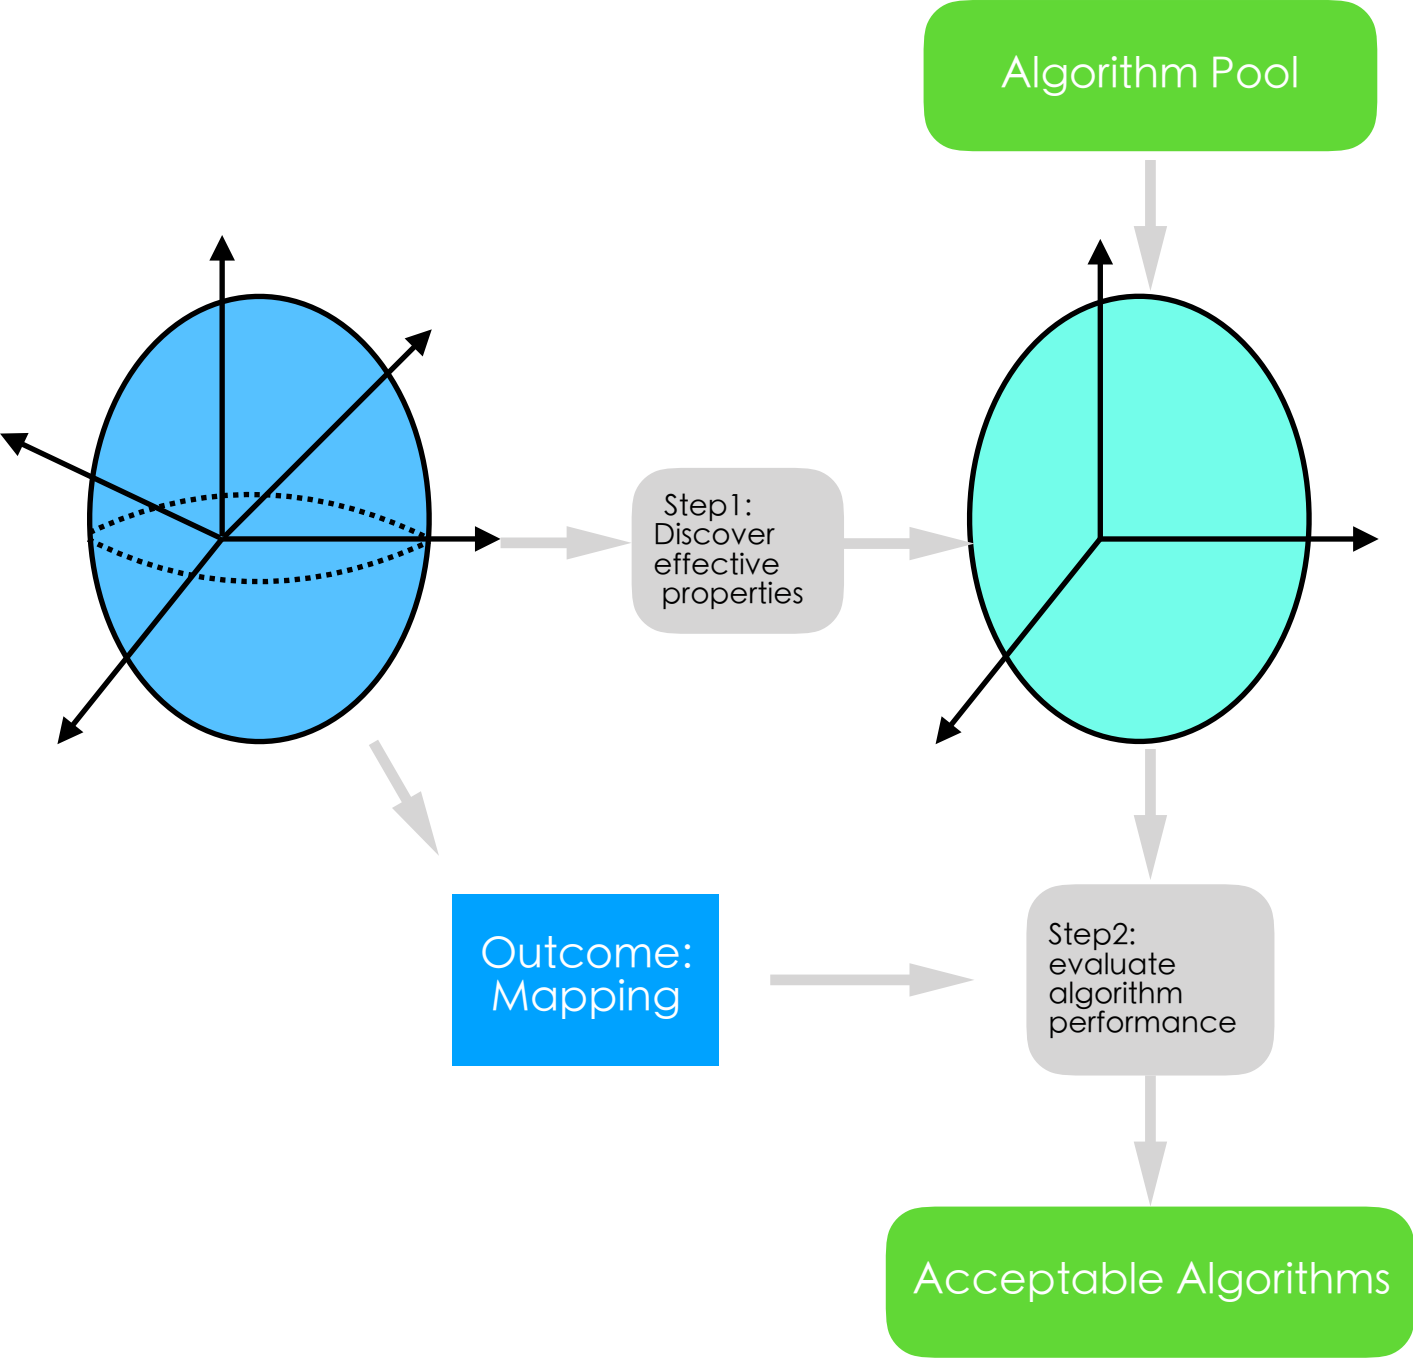 Algorithm Pool
Step1:
Discover
effective
properties
Outcome:
Mapping
Step2:
evaluate
algorithm
performance
Acceptable Algorithms